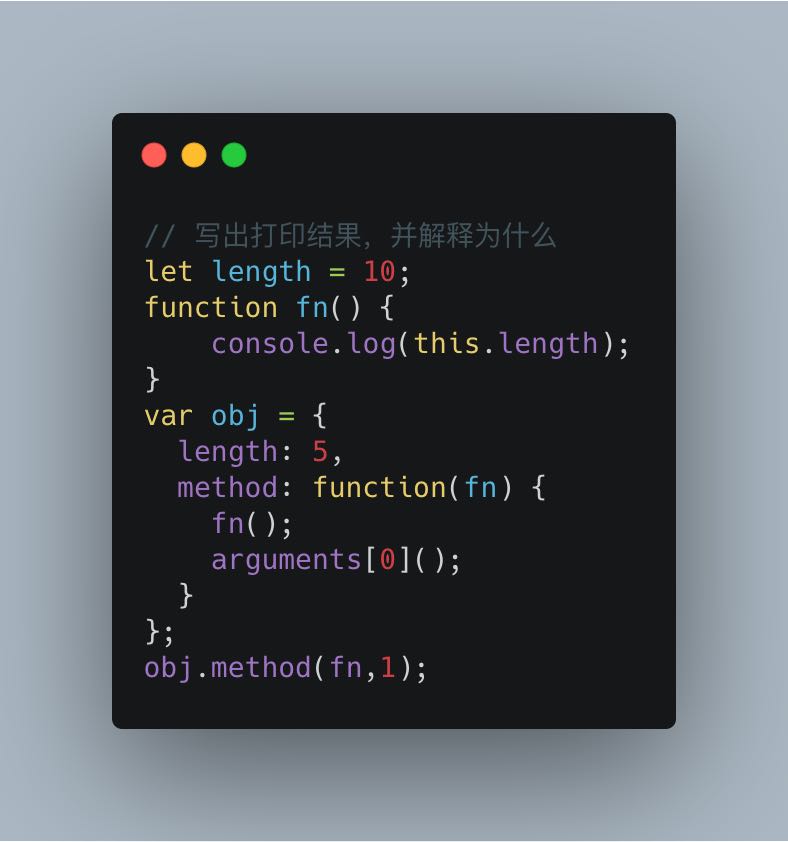 // 写出打印结果，并解释为什么
let length = 10;
function fn() {
    console.log(this.length);
}
var obj = {
  length: 5,
  method: function(fn) {
    fn();
    arguments[0]();
  }
};
obj.method(fn,1);